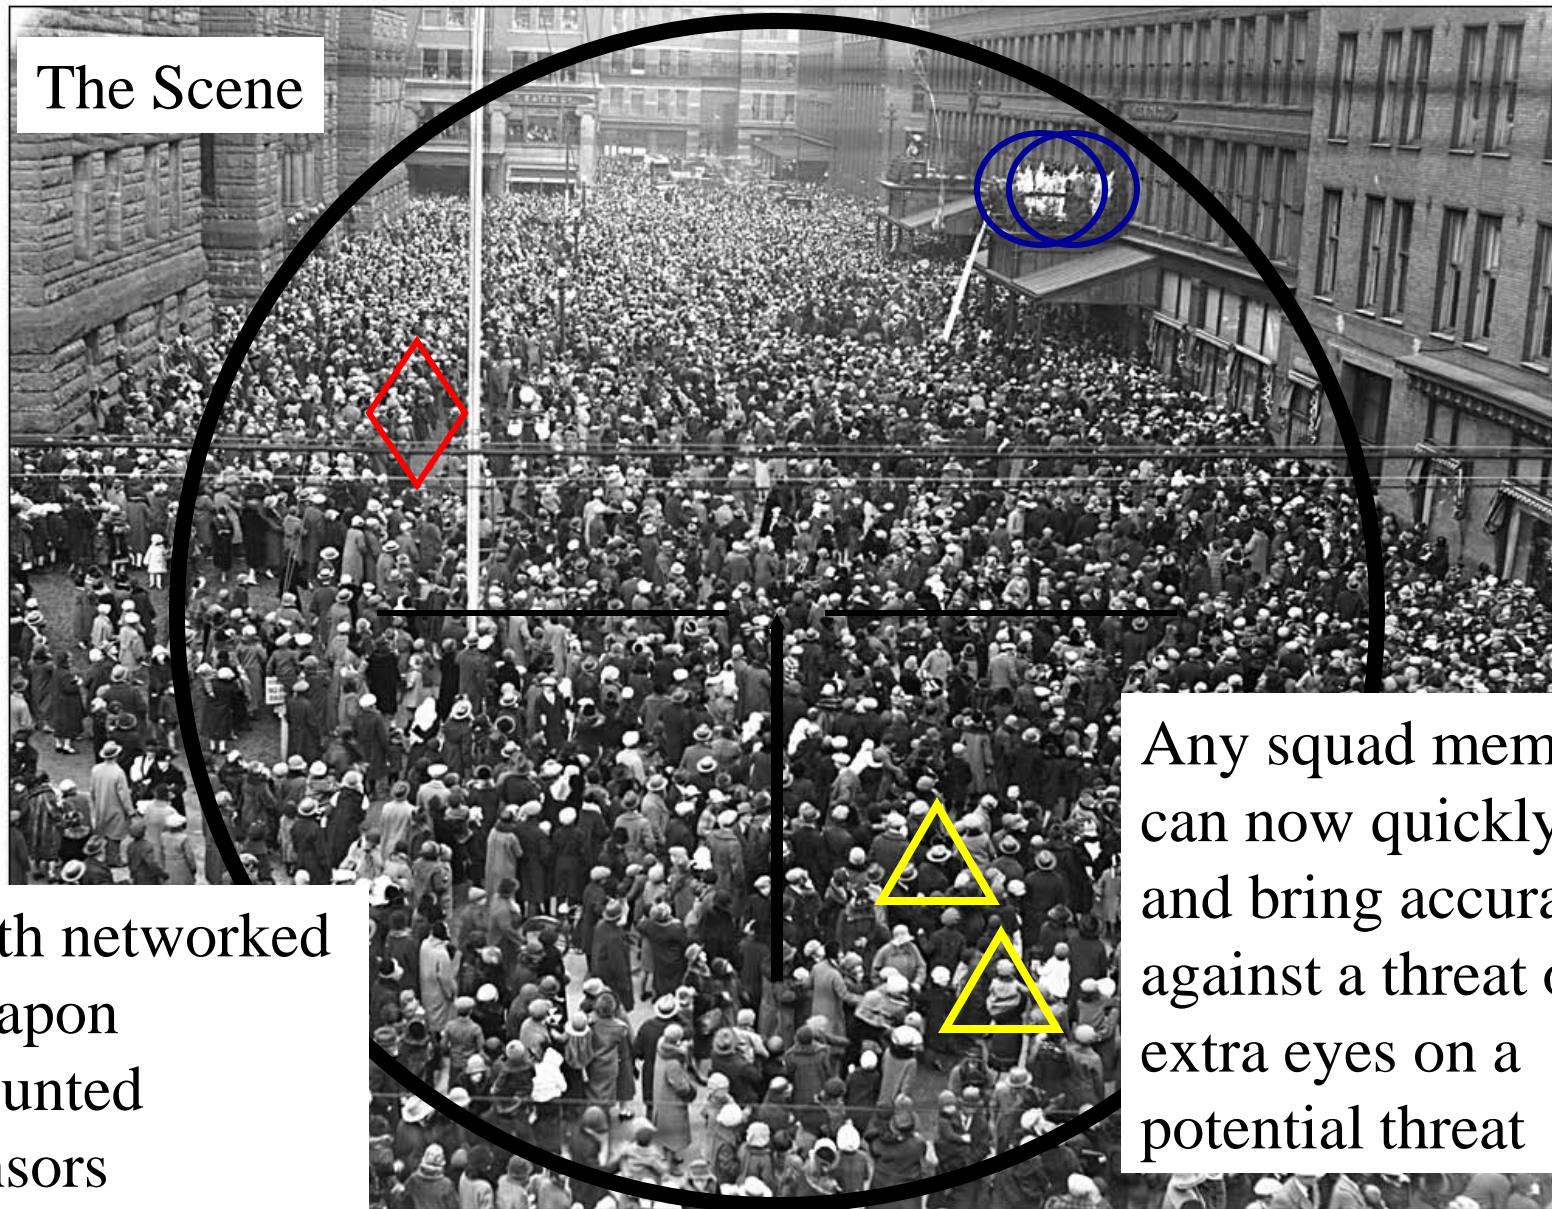 The Scene
th networked
apon
unted
nsors
Any squad mem
can now quickly
and bring accura
against a threat o
extra eyes on a
potential threat